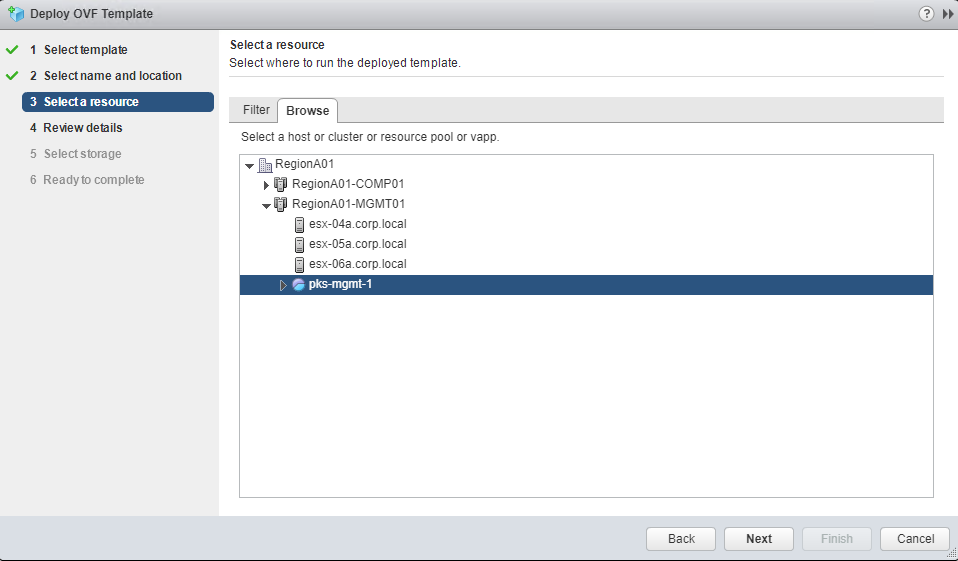 Deploy OVF Template
1 Select template
2 Select name and location
3 Select a resource
4 Review details
5 Select storage
6 Ready to complete
Select a resource
Select where to run the deployed template.
Filter
Browse
Select a host or cluster or resource pool or vapp.
RegionA01
RegionA01-COMP01
RegionA01-MGMT01
esx-04a.corp.local
esx-05a.corp.local
esx-06a.corp.local
pks-mgmt-1
Back
Next
Finish
Cancel